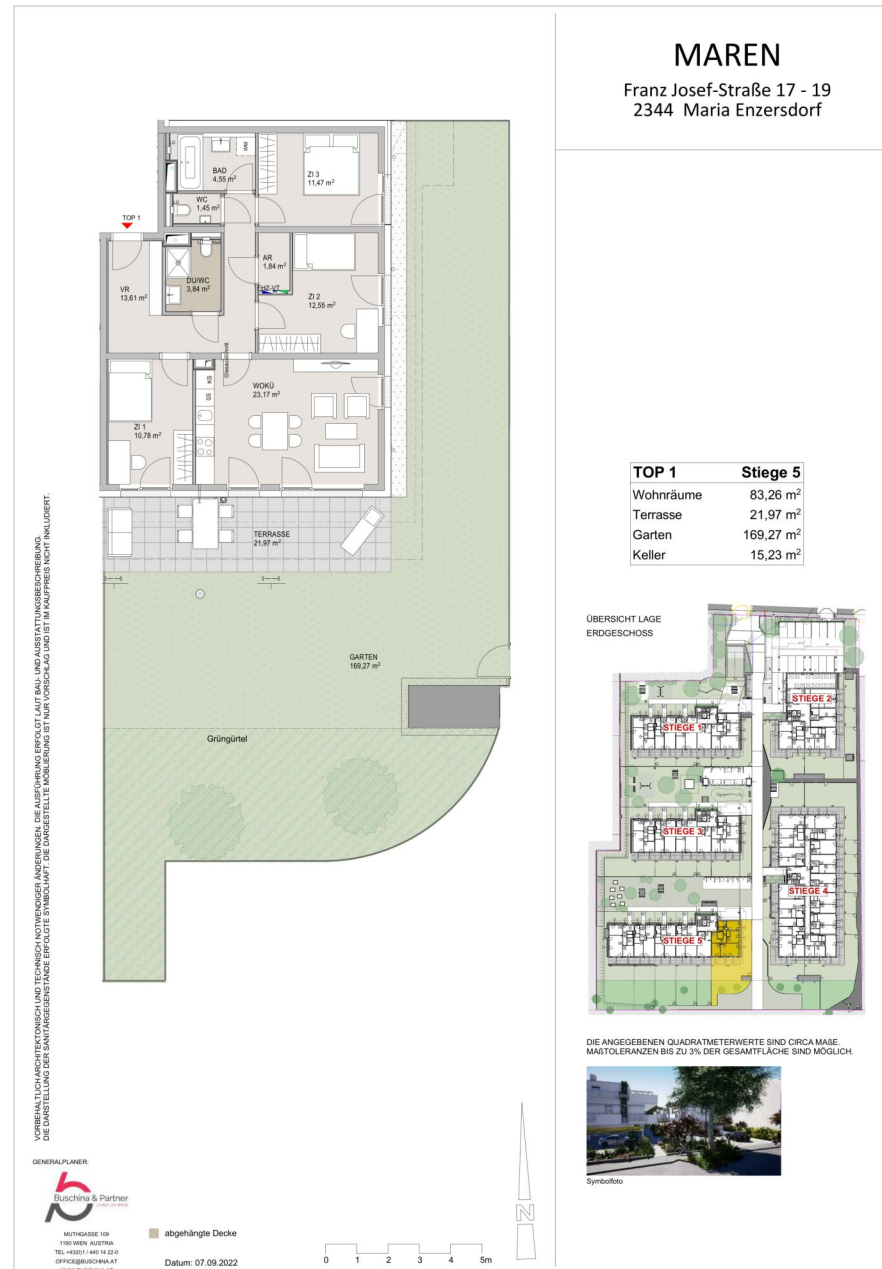 MAREN
Franz Josef-Straße 17 - 19
2344 Maria Enzersdorf
TOP 1
BAD
4,55 m²
WM
ZI 3
11,47 m²
WC
1,45 m²
VR
13,61 m²
DU/WC
3,84 m²
AR
1,84 m²
EHZ-VT
ZI 2
12,55 m²
Glasausschnitt
KS
GS
WOKÜ
23,17 m²
ZI 1
10,78 m²
TERRASSE
21,97 m²
GARTEN
169,27 m²
Grüngürtel
TOP 1 Stiege 5
Wohnräume 83,26 m²
Terrasse 21,97 m²
Garten 169,27 m²
Keller 15,23 m²
ÜBERSICHT LAGE
ERDGESCHOSS
STIEGE 1
STIEGE 2
STIEGE 3
STIEGE 4
STIEGE 5
DIE ANGEGEBENEN QUADRATMETERWERTE SIND CIRCA MAßE.
MAßTOLERANZEN BIS ZU 3% DER GESAMTFLÄCHE SIND MÖGLICH.
Symbolfoto
VORBEHALTLICH ARCHITEKTONISCH UND TECHNISCH NOTWENDIGER ÄNDERUNGEN. DIE AUSFÜHRUNG ERFOLGT LAUT BAU- UND AUSSTATTUNGSBESCHREIBUNG.
DIE DARSTELLUNG DER SANITÄRGEGENSTÄNDE ERFOLGTE SYMBOLHAFT. DIE DARGESTELLTE MÖBLIERUNG IST NUR VORSCHLAG UND IST IM KAUFPREIS NICHT INKLUDIERT.
GENERALPLANER:
Buschina & Partner
MUTHGASSE 109
1190 WIEN AUSTRIA
TEL +43(0)1 / 440 14 22-0
OFFICE@BUSCHINA.AT
abgehängte Decke
Datum: 07.09.2022
0 1 2 3 4 5m
N